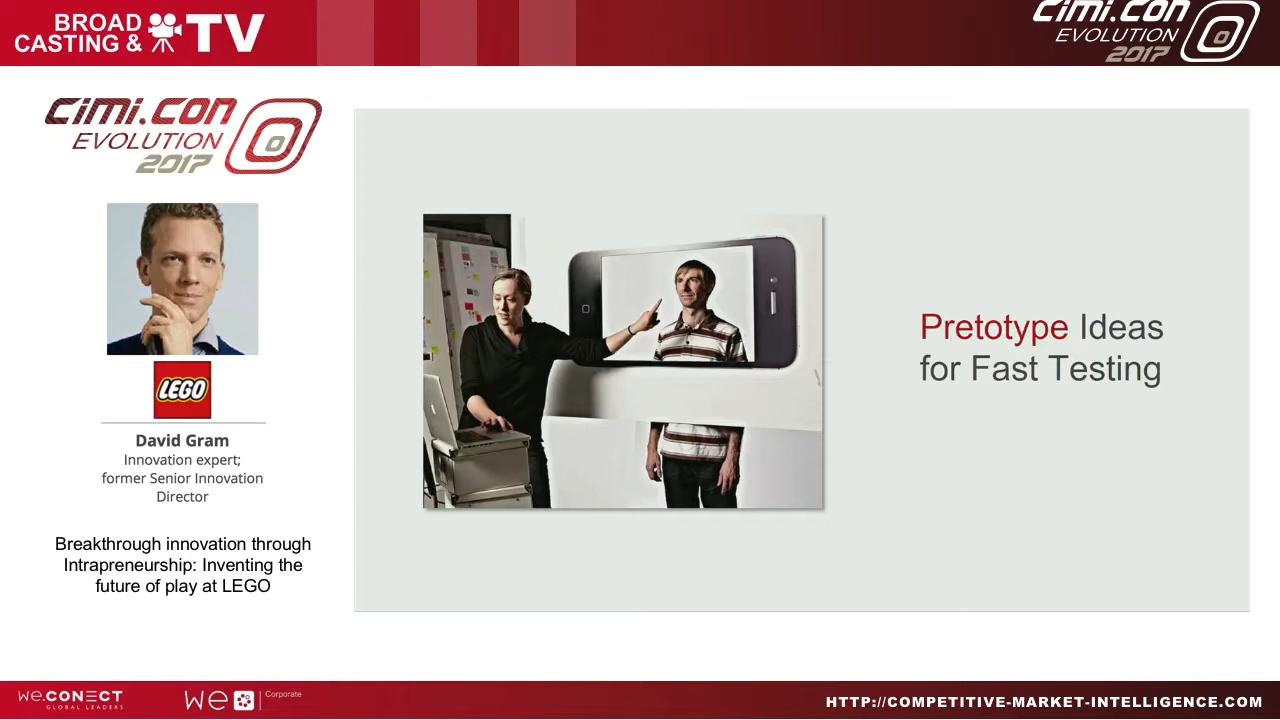 BROAD
CASTING & TV
cimi.con
EVOLUTION
2017
cimi.con
EVOLUTION
2017
LEGO
David Gram
Innovation expert;
former Senior Innovation
Director
Breakthrough innovation through
Intrapreneurship: Inventing the
future of play at LEGO
Pretotype Ideas
for Fast Testing
we.CONECT
GLOBAL LEADERS
we
Corporate
HTTP://COMPETITIVE-MARKET-INTELLIGENCE.COM